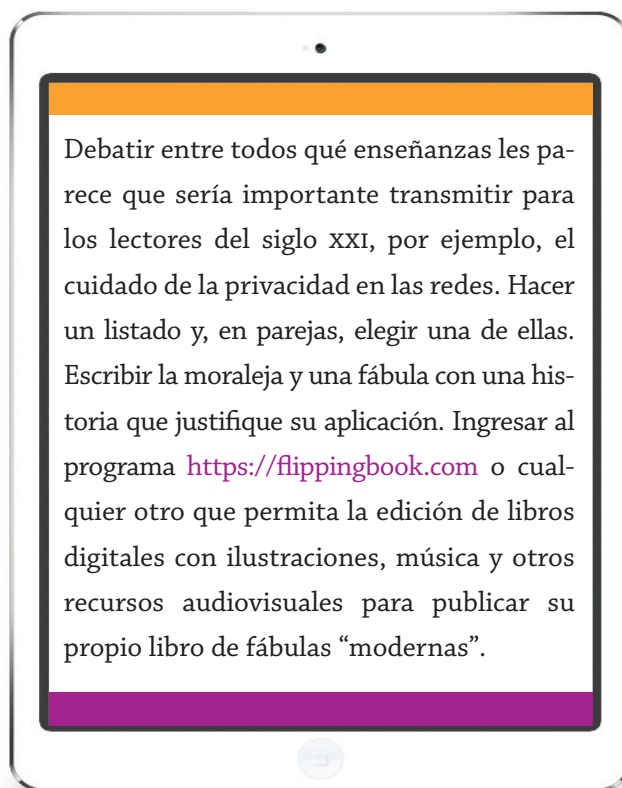 Debatir entre todos qué enseñanzas les pa-
rece que sería importante transmitir para
los lectores del siglo XXI, por ejemplo, el
cuidado de la privacidad en las redes. Hacer
un listado y, en parejas, elegir una de ellas.
Escribir la moraleja y una fábula con una his-
toria que justifique su aplicación. Ingresar al
programa https://flippingbook.com o cual-
quier otro que permita la edición de libros
digitales con ilustraciones, música y otros
recursos audiovisuales para publicar su
propio libro de fábulas “modernas”.